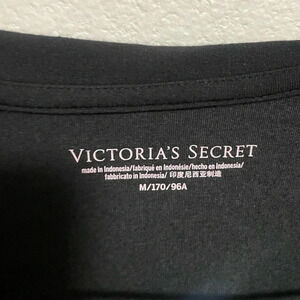 VICTORIA'S SECRET
made in Indonesia/fabriqué en Indonésie/hecho en Indonesia/
fabbricato in Indonesia/ 印度尼西亚制造
M/170/96A